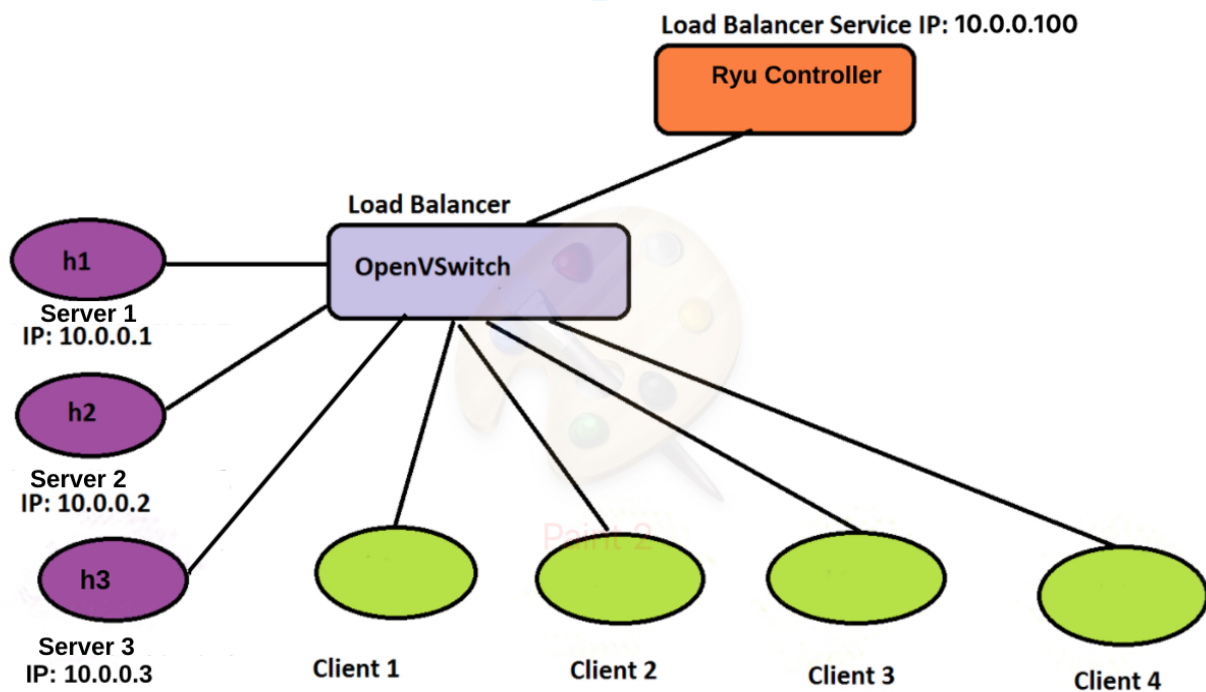 Load Balancer Service IP: 10.0.0.100
Ryu Controller
Load Balancer
OpenVSwitch
h1
Server 1
IP: 10.0.0.1
h2
Server 2
IP: 10.0.0.2
h3
Server 3
IP: 10.0.0.3
Paint 2
Client 1
Client 2
Client 3
Client 4